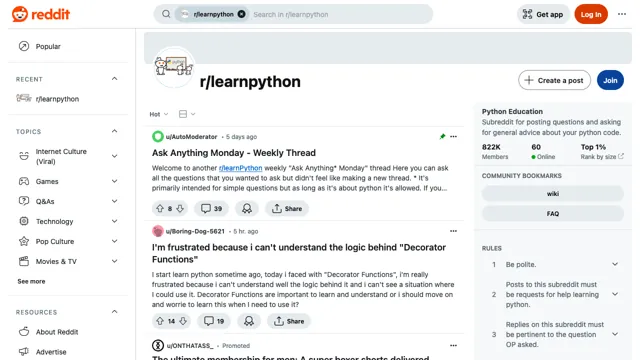 reddit
r/learnpython
Search in r/learnpython
Get app
Log In
Popular
RECENT
r/learnpython
TOPICS
Internet Culture
(Viral)
Games
Q&As
Technology
Pop Culture
Movies & TV
See more
RESOURCES
About Reddit
Advertise
r/learnpython
Create a post
Join
Hot
u/AutoModerator • 5 days ago
Ask Anything Monday - Weekly Thread
Welcome to another r/learnPython weekly "Ask Anything* Monday" thread Here you can ask
all the questions that you wanted to ask but didn't feel like making a new thread. * It's
primarily intended for simple questions but as long as it's about python it's allowed. If you...
8
39
Share
u/Boring-Dog-5621 • 5 hr. ago
I'm frustrated because i can't understand the logic behind "Decorator
Functions"
I start learn python sometime ago, today i faced with "Decorator Functions", i'm really
frustrated because i can't understand well the logic behind it and i can't see a situation where
I could use it. Decorator Functions are important to learn and understand or i should move on
and worrie to learn this when I need to use it?
14
19
Share
u/ONTHATASS_ • Promoted
The ultimate membership for men: A super boxer shorts delivered
Python Education
Subreddit for posting questions and asking
for general advice about your python code.
822K
60
Top 1%
Members
Online
Rank by size
COMMUNITY BOOKMARKS
wiki
FAQ
RULES
1 Be polite.
2 Posts to this subreddit must
be requests for help learning
python.
3 Replies on this subreddit must
be pertinent to the question
OP asked.